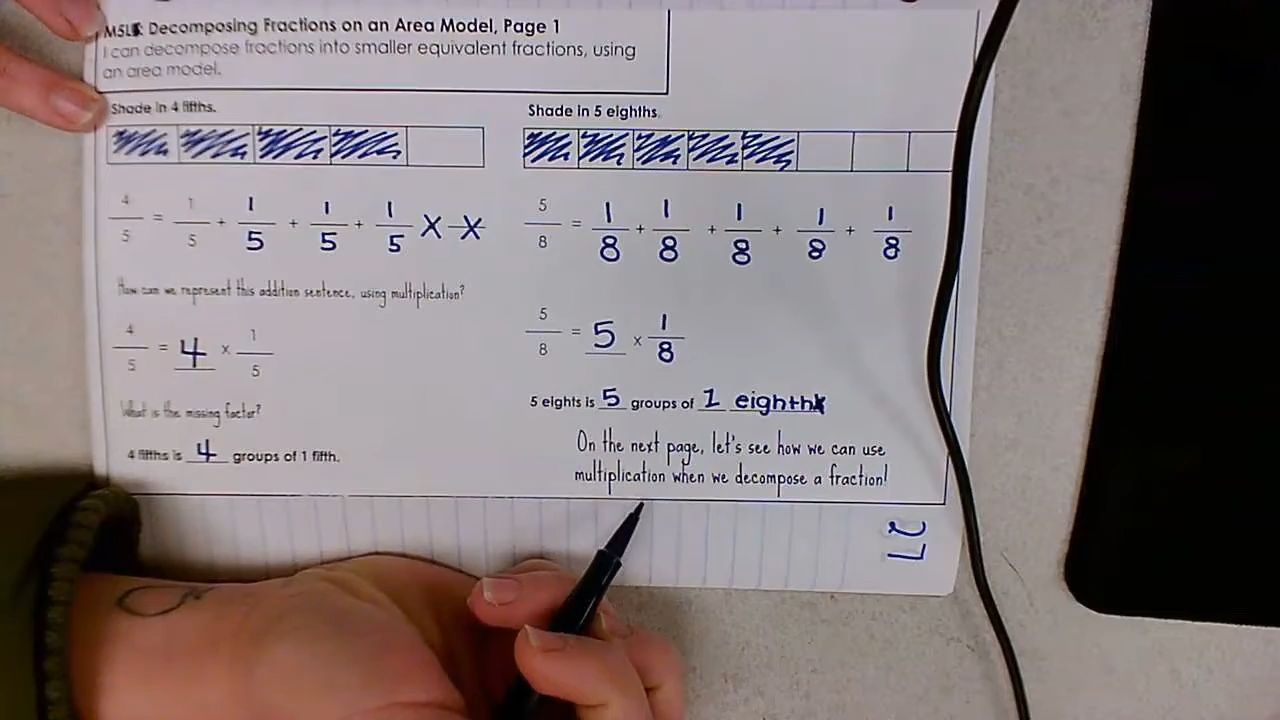 M5L5: Decomposing Fractions on an Area Model, Page 1
I can decompose fractions into smaller equivalent fractions, using
an area model.
Shade in 4 fifths.
4/5 = 1/5 + 1/5 + 1/5 + 1/5 X X
How can we represent this addition sentence, using multiplication?
4/5 = 4 x 1/5
What is the missing factor?
4 fifths is 4 groups of 1 fifth.
Shade in 5 eighths.
5/8 = 1/8 + 1/8 + 1/8 + 1/8 + 1/8
5/8 = 5 x 1/8
5 eights is 5 groups of 1 eighth
On the next page, let's see how we can use
multiplication when we decompose a fraction!
27